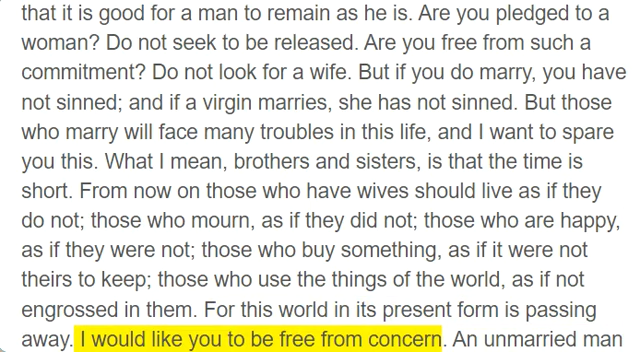 that it is good for a man to remain as he is. Are you pledged to a
woman? Do not seek to be released. Are you free from such a
commitment? Do not look for a wife. But if you do marry, you have
not sinned; and if a virgin marries, she has not sinned. But those
who marry will face many troubles in this life, and I want to spare
you this. What I mean, brothers and sisters, is that the time is
short. From now on those who have wives should live as if they
do not; those who mourn, as if they did not; those who are happy,
as if they were not; those who buy something, as if it were not
theirs to keep; those who use the things of the world, as if not
engrossed in them. For this world in its present form is passing
away. I would like you to be free from concern. An unmarried man